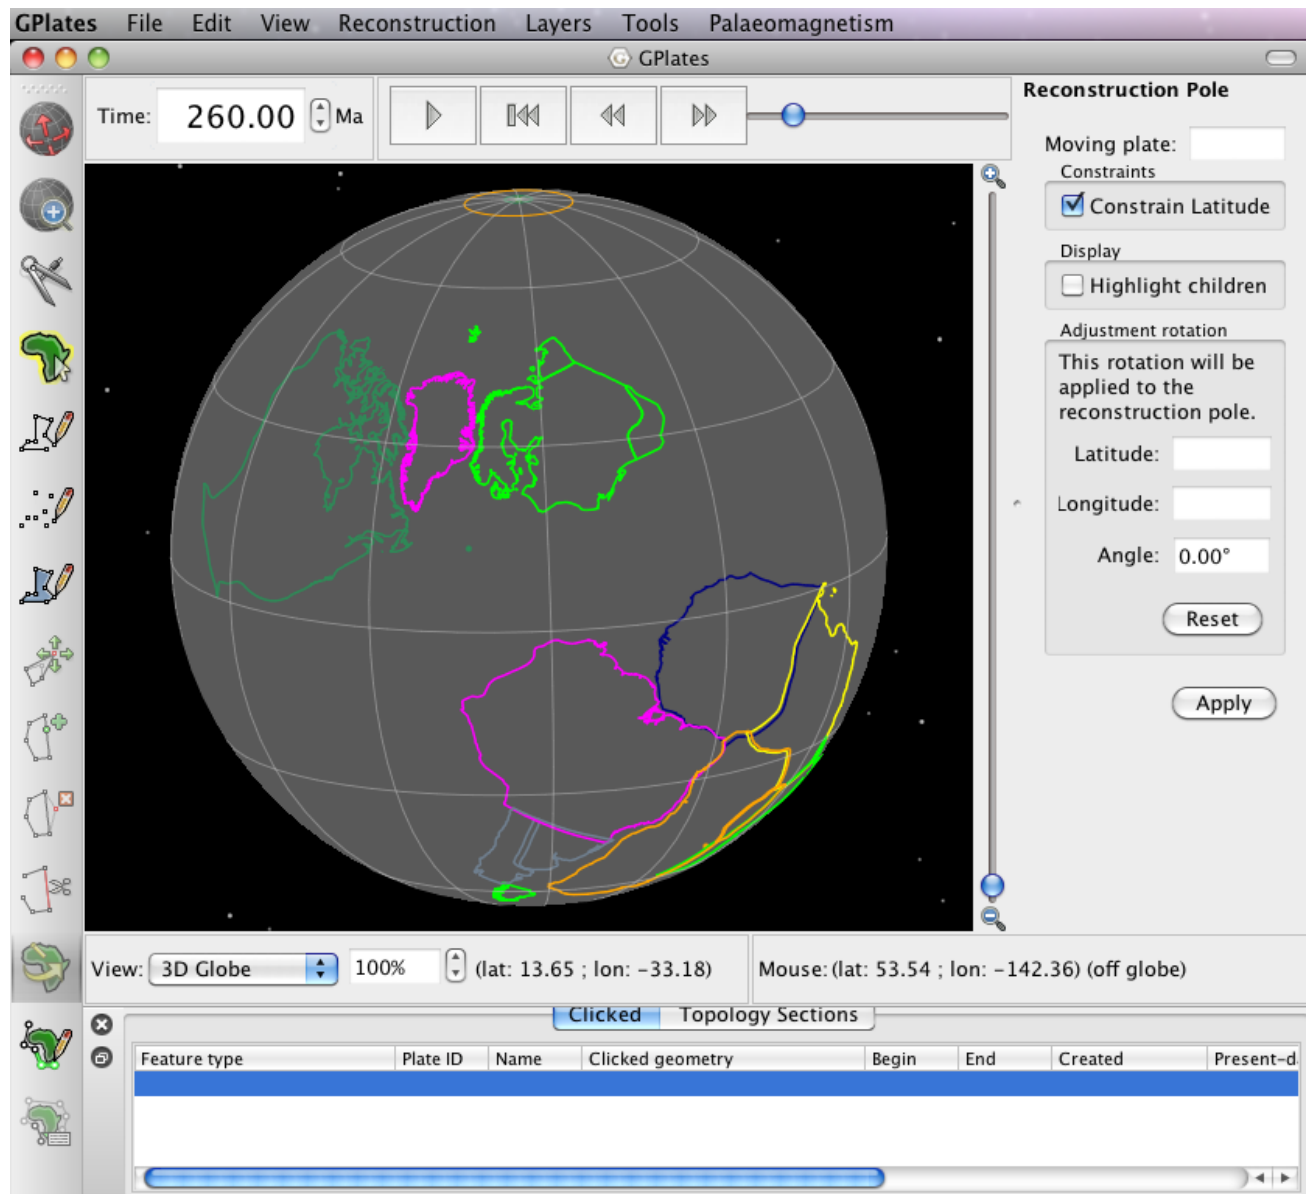 GPlates File Edit View Reconstruction Layers Tools Palaeomagnetism
GPlates
Time: 260.00 Ma
Reconstruction Pole
Moving plate:
Constraints
Constrain Latitude
Display
Highlight children
Adjustment rotation
This rotation will be
applied to the
reconstruction pole.
Latitude:
Longitude:
Angle: 0.00°
Reset
Apply
View: 3D Globe 100% (lat: 13.65 ; lon: -33.18) Mouse: (lat: 53.54 ; lon: -142.36) (off globe)
Clicked Topology Sections
Feature type Plate ID Name Clicked geometry Begin End Created Present-d